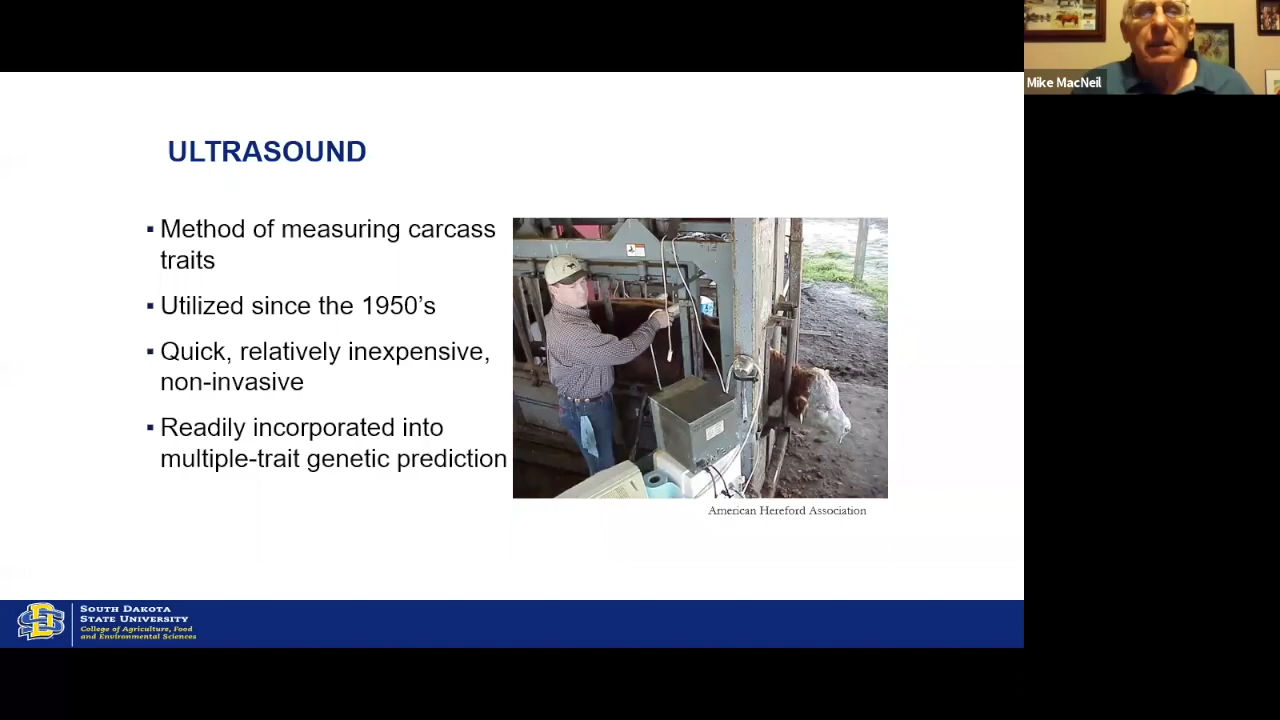 Mike MacNeil
ULTRASOUND
▪ Method of measuring carcass
traits
▪ Utilized since the 1950’s
▪ Quick, relatively inexpensive,
non-invasive
▪ Readily incorporated into
multiple-trait genetic prediction
American Hereford Association
SOUTH DAKOTA
STATE UNIVERSITY
College of Agriculture, Food
and Environmental Sciences